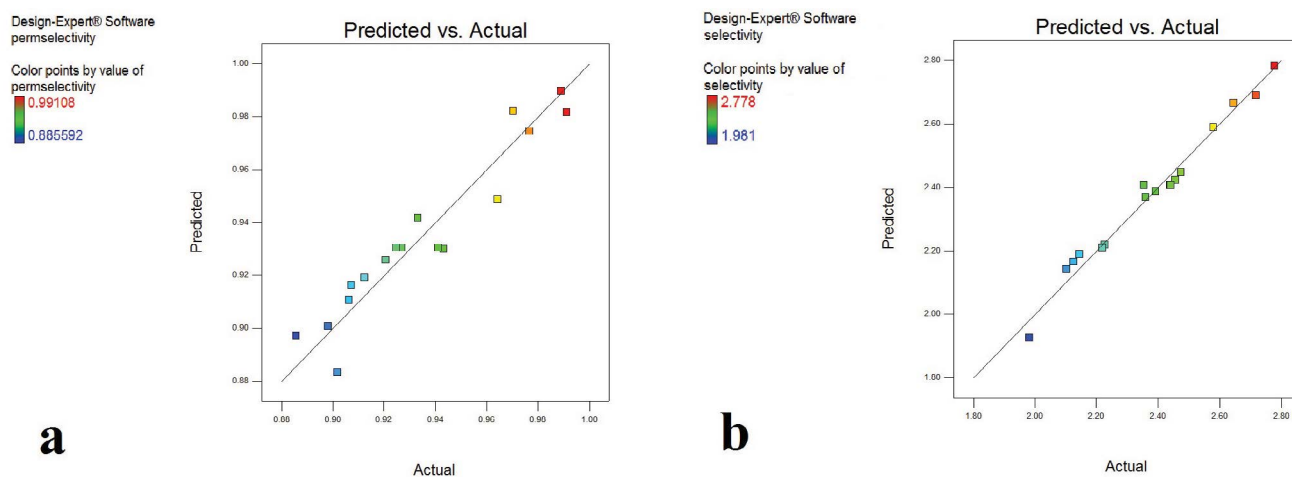 Design-Expert® Software
permselectivity
Color points by value of
permselectivity
0.99108
0.885592
Predicted vs. Actual
Predicted
1.00
0.98
0.96
0.94
0.92
0.90
0.88
0.88 0.90 0.92 0.94 0.96 0.90 1.00
Actual
a
Design-Expert® Software
selectivity
Color points by value of
selectivity
2.778
1.981
Predicted vs. Actual
Predicted
2.80
2.60
2.40
2.20
2.00
1.00
1.80 2.00 2.20 2.40 2.60 2.80
Actual
b